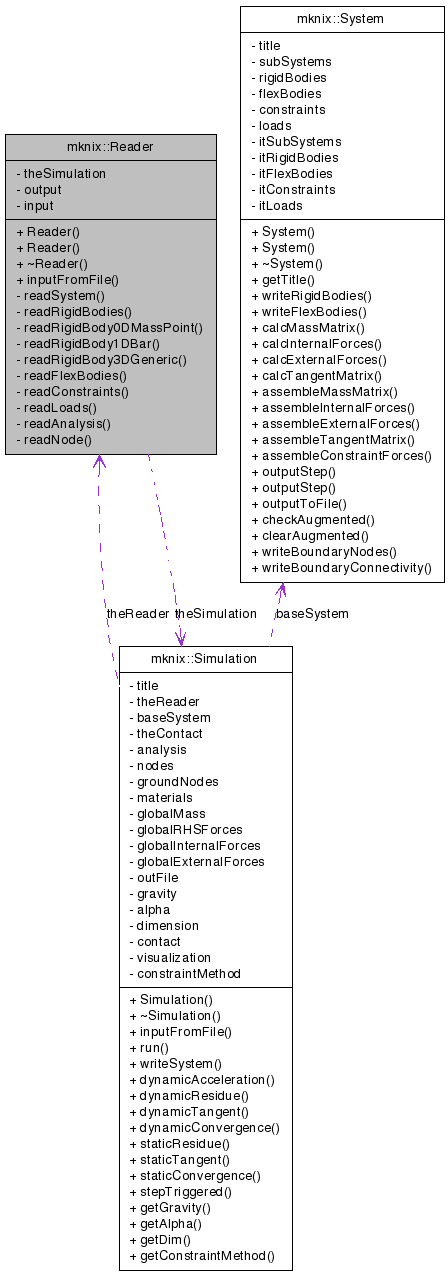 mknix::System
- title
- subSystems
- rigidBodies
- flexBodies
- constraints
- loads
- itSubSystems
- itRigidBodies
- itFlexBodies
- itConstraints
- itLoads
+ System()
+ System()
+ ~System()
+ getTitle()
+ writeRigidBodies()
+ writeFlexBodies()
+ calcMassMatrix()
+ calcInternalForces()
+ calcExternalForces()
+ calcTangentMatrix()
+ assembleMassMatrix()
+ assembleInternalForces()
+ assembleExternalForces()
+ assembleTangentMatrix()
+ assembleConstraintForces()
+ outputStep()
+ outputStep()
+ outputToFile()
+ checkAugmented()
+ clearAugmented()
+ writeBoundaryNodes()
+ writeBoundaryConnectivity()
mknix::Reader
- theSimulation
- output
- input
+ Reader()
+ Reader()
+ ~Reader()
+ inputFromFile()
- readSystem()
- readRigidBodies()
- readRigidBody0DMassPoint()
- readRigidBody1DBar()
- readRigidBody3DGeneric()
- readFlexBodies()
- readConstraints()
- readLoads()
- readAnalysis()
- readNode()
theReader
theSimulation
baseSystem
mknix::Simulation
- title
- theReader
- baseSystem
- theContact
- analysis
- nodes
- groundNodes
- materials
- globalMass
- globalRHSForces
- globalInternalForces
- globalExternalForces
- outFile
- gravity
- alpha
- dimension
- contact
- visualization
- constraintMethod
+ Simulation()
+ ~Simulation()
+ inputFromFile()
+ run()
+ writeSystem()
+ dynamicAcceleration()
+ dynamicResidue()
+ dynamicTangent()
+ dynamicConvergence()
+ staticResidue()
+ staticTangent()
+ staticConvergence()
+ stepTriggered()
+ getGravity()
+ getAlpha()
+ getDim()
+ getConstraintMethod()